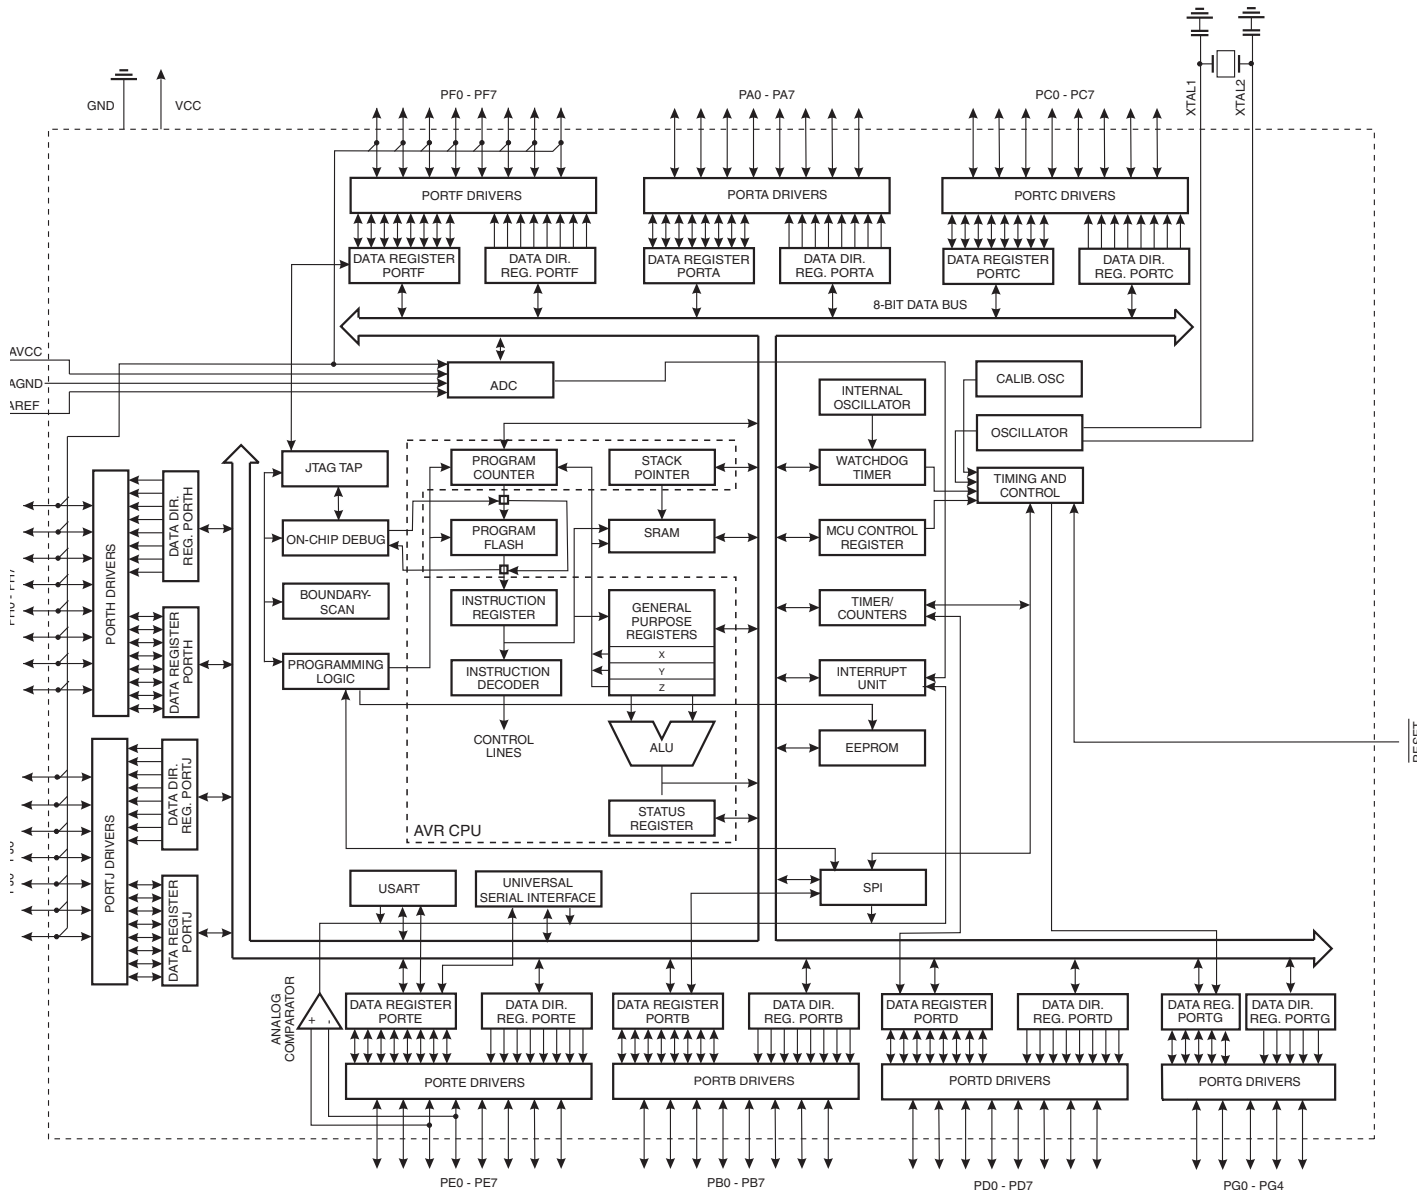 XTAL1
XTAL2
GND
VCC
PF0 - PF7
PA0 - PA7
PC0 - PC7
PORTF DRIVERS
PORTA DRIVERS
PORTC DRIVERS
DATA REGISTER
PORTF
DATA DIR.
REG. PORTF
DATA REGISTER
PORTA
DATA DIR.
REG. PORTA
DATA REGISTER
PORTC
DATA DIR.
REG. PORTC
8-BIT DATA BUS
AVCC
AGND
AREF
ADC
INTERNAL
OSCILLATOR
CALIB. OSC
OSCILLATOR
JTAG TAP
PROGRAM
COUNTER
STACK
POINTER
WATCHDOG
TIMER
TIMING AND
CONTROL
ON-CHIP DEBUG
PROGRAM
FLASH
SRAM
MCU CONTROL
REGISTER
BOUNDARY-
SCAN
INSTRUCTION
REGISTER
GENERAL
PURPOSE
REGISTERS
X
Y
Z
TIMER/
COUNTERS
PROGRAMMING
LOGIC
INSTRUCTION
DECODER
INTERRUPT
UNIT
CONTROL
LINES
ALU
EEPROM
RESET
STATUS
REGISTER
AVR CPU
PORTH DRIVERS
DATA DIR.
REG. PORTH
DATA REGISTER
PORTH
PORTJ DRIVERS
DATA DIR.
REG. PORTJ
DATA REGISTER
PORTJ
USART
UNIVERSAL
SERIAL INTERFACE
SPI
ANALOG
COMPARATOR
+ -
DATA REGISTER
PORTE
DATA DIR.
REG. PORTE
DATA REGISTER
PORTB
DATA DIR.
REG. PORTB
DATA REGISTER
PORTD
DATA DIR.
REG. PORTD
DATA REG.
PORTG
DATA DIR.
REG. PORTG
PORTE DRIVERS
PORTB DRIVERS
PORTD DRIVERS
PORTG DRIVERS
PE0 - PE7
PB0 - PB7
PD0 - PD7
PG0 - PG4